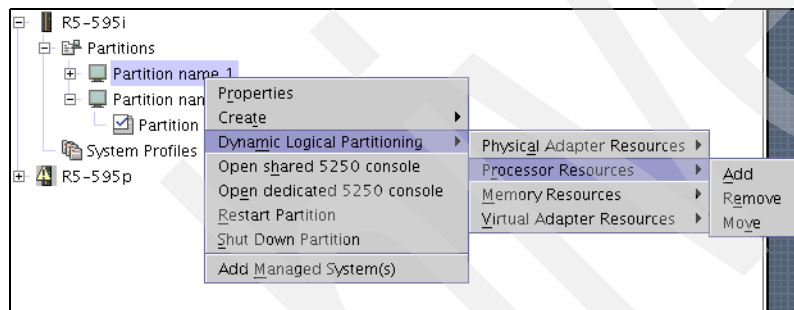 R5-595i
Partitions
Partition name 1
Partition nan
Partition
System Profiles
R5-595p
Properties
Create
Dynamic Logical Partitioning
Open shared 5250 console
Open dedicated 5250 console
Restart Partition
Shut Down Partition
Add Managed System(s)
Physical Adapter Resources
Processor Resources
Memory Resources
Virtual Adapter Resources
Add
Remove
Move